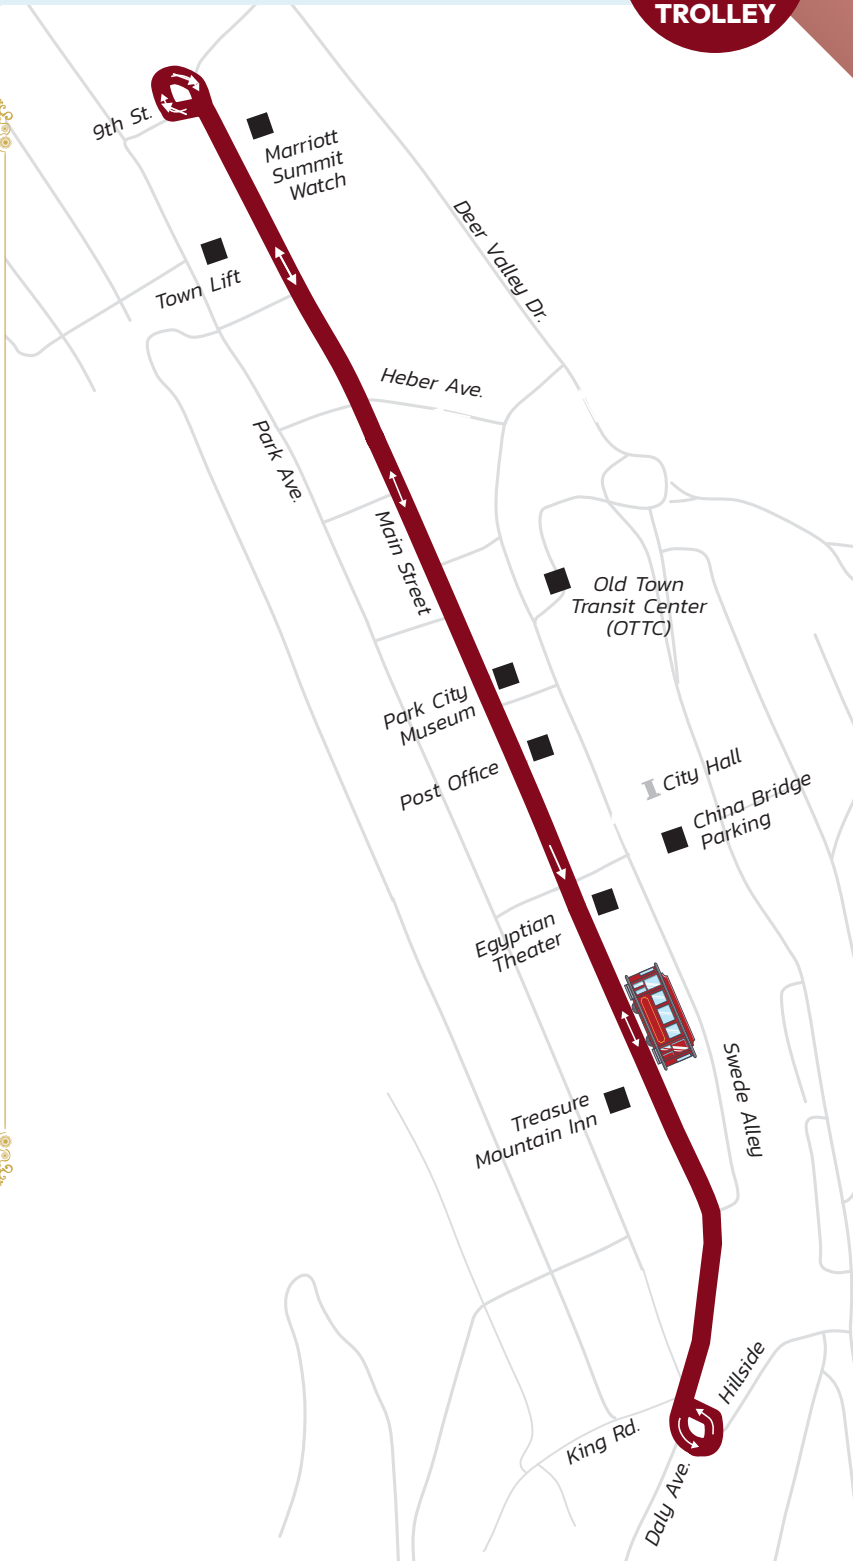 TROLLEY
9th St.
Marriott
Summit
Watch
Deer Valley Dr.
Town Lift
Heber Ave.
Park Ave.
Main Street
Old Town
Transit Center
(OTTC)
Park City
Museum
Post Office
City Hall
China Bridge
Parking
Egyptian
Theater
Swede Alley
Treasure
Mountain Inn
Hillside
King Rd.
Daly Ave.